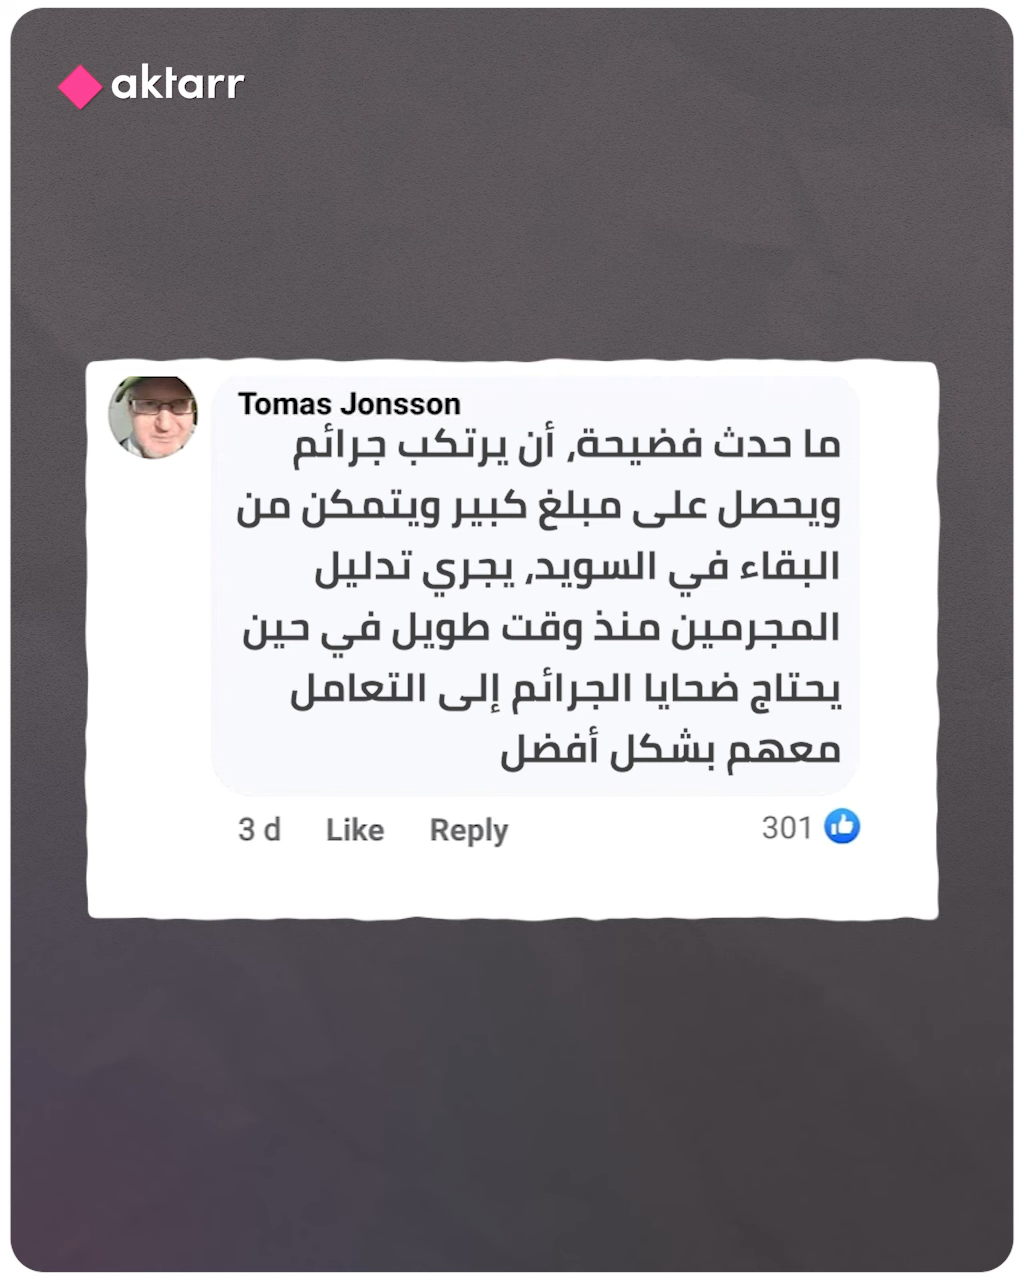 aktarr
Tomas Jonsson
ما حدث فضيحة, أن يرتكب جرائم
ويحصل على مبلغ كبير ويتمكن من
البقاء في السويد, يجري تدليل
المجرمين منذ وقت طويل في حين
يحتاج ضحايا الجرائم إلى التعامل
معهم بشكل أفضل
3 d Like Reply 301